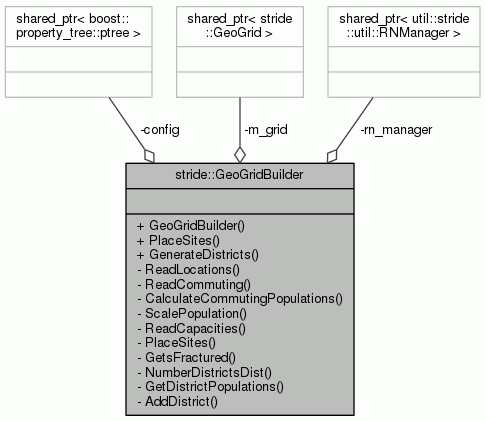 shared_ptr< boost::
property_tree::ptree >
shared_ptr< stride
::GeoGrid >
shared_ptr< util::stride
::util::RNManager >
-config
-m_grid
-rn_manager
stride::GeoGridBuilder
+ GeoGridBuilder()
+ PlaceSites()
+ GenerateDistricts()
- ReadLocations()
- ReadCommuting()
- CalculateCommutingPopulations()
- ScalePopulation()
- ReadCapacities()
- PlaceSites()
- GetsFractured()
- NumberDistrictsDist()
- GetDistrictPopulations()
- AddDistrict()